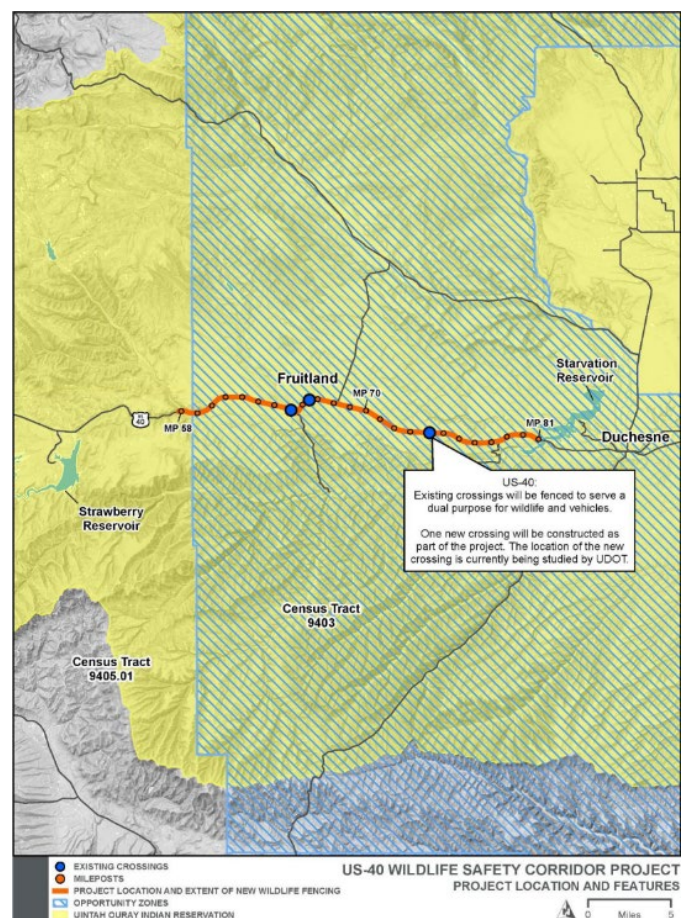 Fruitland
MP 70
Starvation
Reservoir
US
40
MP 58
MP 81
Duchesne
Strawberry
Reservoir
US-40:
Existing crossings will be fenced to serve a
dual purpose for wildlife and vehicles.
One new crossing will be constructed as
part of the project. The location of the new
crossing is currently being studied by UDOT.
Census Tract
9403
Census Tract
9405.01
EXISTING CROSSINGS
MILEPOSTS
PROJECT LOCATION AND EXTENT OF NEW WILDLIFE FENCING
OPPORTUNITY ZONES
UINTAH OURAY INDIAN RESERVATION
US-40 WILDLIFE SAFETY CORRIDOR PROJECT
PROJECT LOCATION AND FEATURES
0 Miles 5